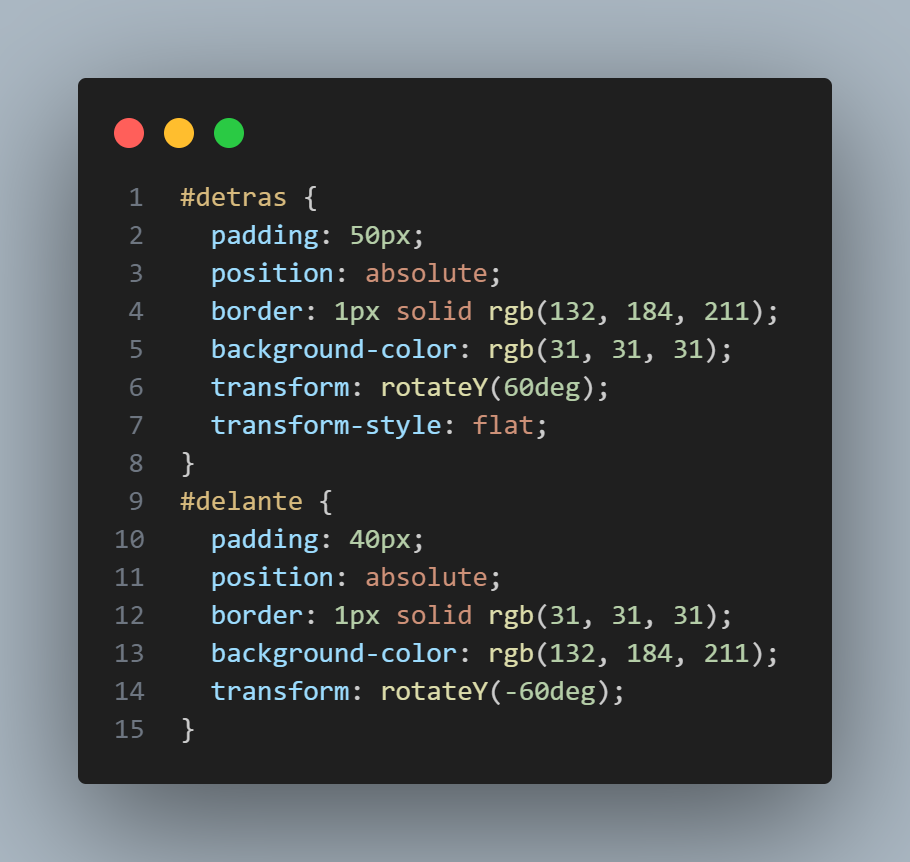 1 #detras {
2   padding: 50px;
3   position: absolute;
4   border: 1px solid rgb(132, 184, 211);
5   background-color: rgb(31, 31, 31);
6   transform: rotateY(60deg);
7   transform-style: flat;
8 }
9 #delante {
10   padding: 40px;
11   position: absolute;
12   border: 1px solid rgb(31, 31, 31);
13   background-color: rgb(132, 184, 211);
14   transform: rotateY(-60deg);
15 }